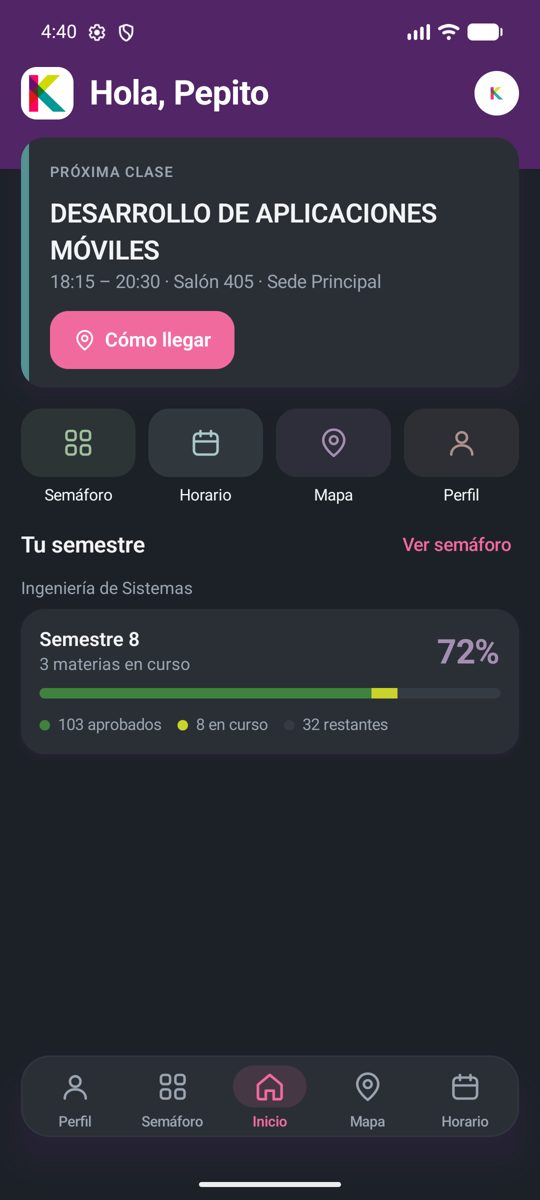 4:40
Hola, Pepito
PRÓXIMA CLASE
DESARROLLO DE APLICACIONES
MÓVILES
18:15 – 20:30 · Salón 405 · Sede Principal
Cómo llegar
Semáforo
Horario
Mapa
Perfil
Tu semestre
Ver semáforo
Ingeniería de Sistemas
Semestre 8
72%
3 materias en curso
103 aprobados
8 en curso
32 restantes
Perfil
Semáforo
Inicio
Mapa
Horario